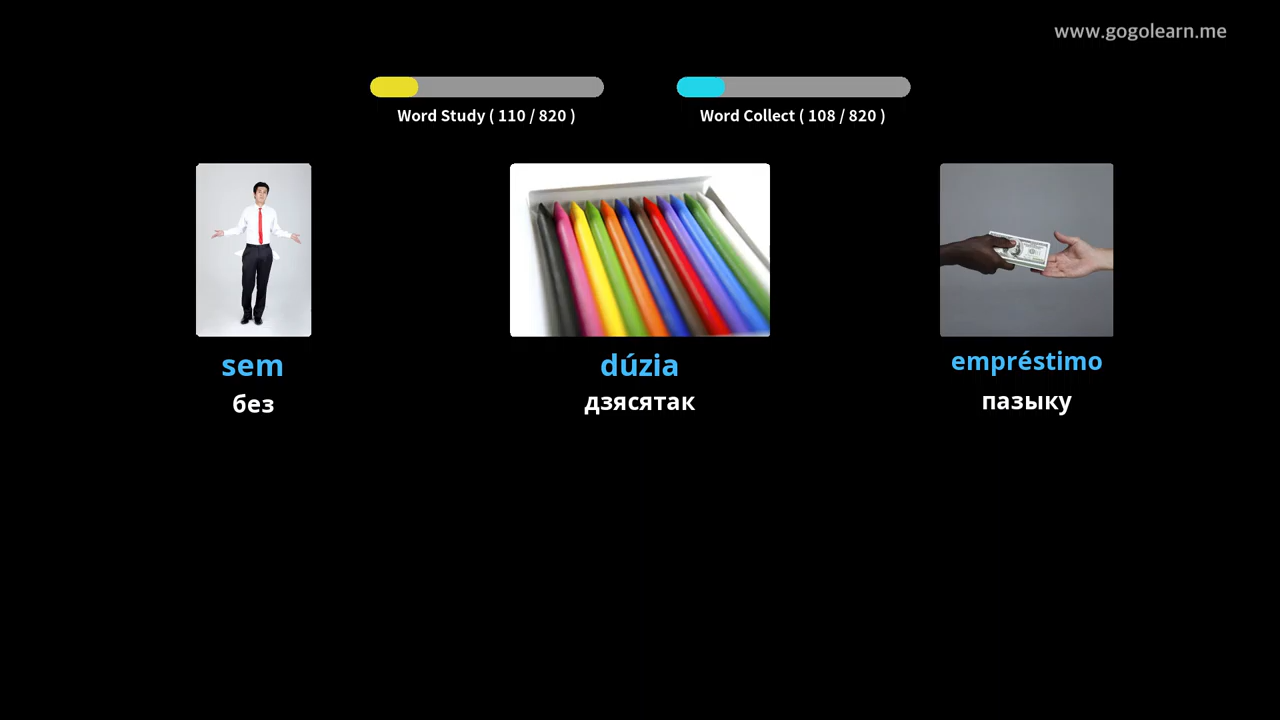 www.gogolearn.me
Word Study ( 110 / 820 )
Word Collect ( 108 / 820 )
sem
dúzia
empréstimo
без
дзясятак
пазыку